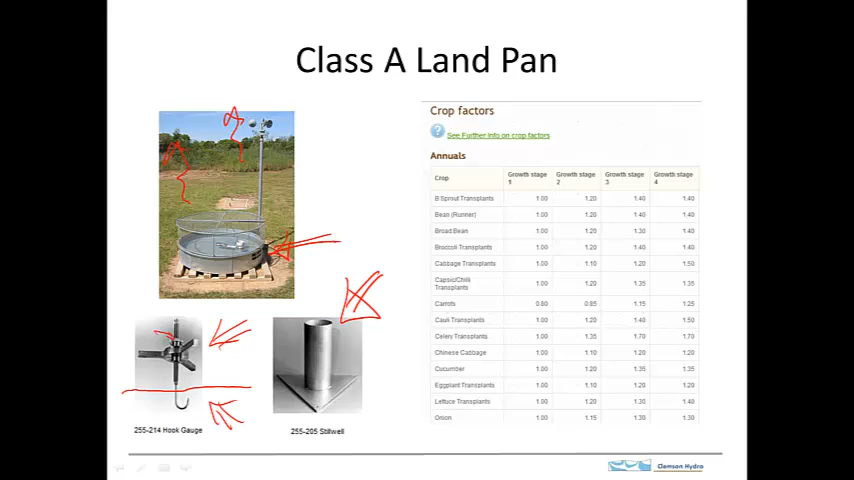 Class A Land Pan
255-214 Hook Gauge
255-205 Stillwell
Crop factors
? See Further Info on crop factors
Annuals
Crop Growth stage 1 Growth stage 2 Growth stage 3 Growth stage 4
B.Sprout Transplants 1.00 1.20 1.40 1.40
Bean (Runner) 1.00 1.20 1.40 1.40
Broad Bean 1.00 1.20 1.30 1.40
Broccoli Transplants 1.00 1.20 1.40 1.40
Cabbage Transplants 1.00 1.10 1.20 1.50
Capsic/Chilli Transplants 1.00 1.20 1.35 1.35
Carrots 0.80 0.85 1.15 1.25
Cauli Transplants 1.00 1.20 1.40 1.50
Celery Transplants 1.00 1.35 1.70 1.70
Chinese Cabbage 1.00 1.10 1.20 1.20
Cucumber 1.00 1.20 1.35 1.35
Eggplant Transplants 1.00 1.10 1.20 1.20
Lettuce Transplants 1.00 1.20 1.30 1.40
Onion 1.00 1.15 1.30 1.30
Clemson Hydro